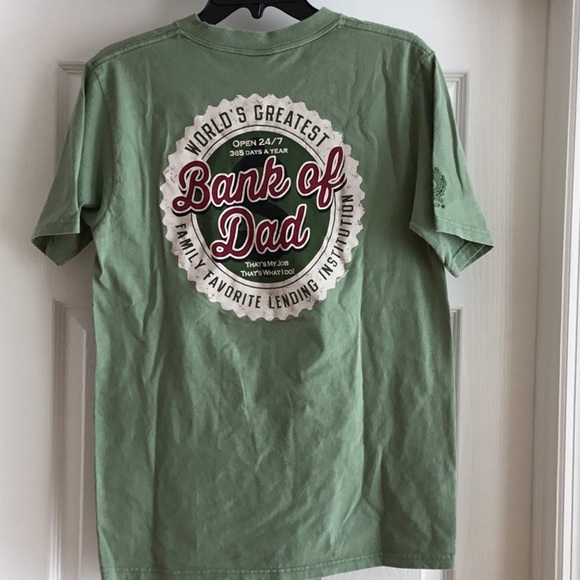 WORLD'S GREATEST
OPEN 24/7
365 DAYS A YEAR
Bank of
Dad
THAT'S MY JOB
THAT'S WHAT I DO!
FAMILY FAVORITE LENDING INSTITUTION